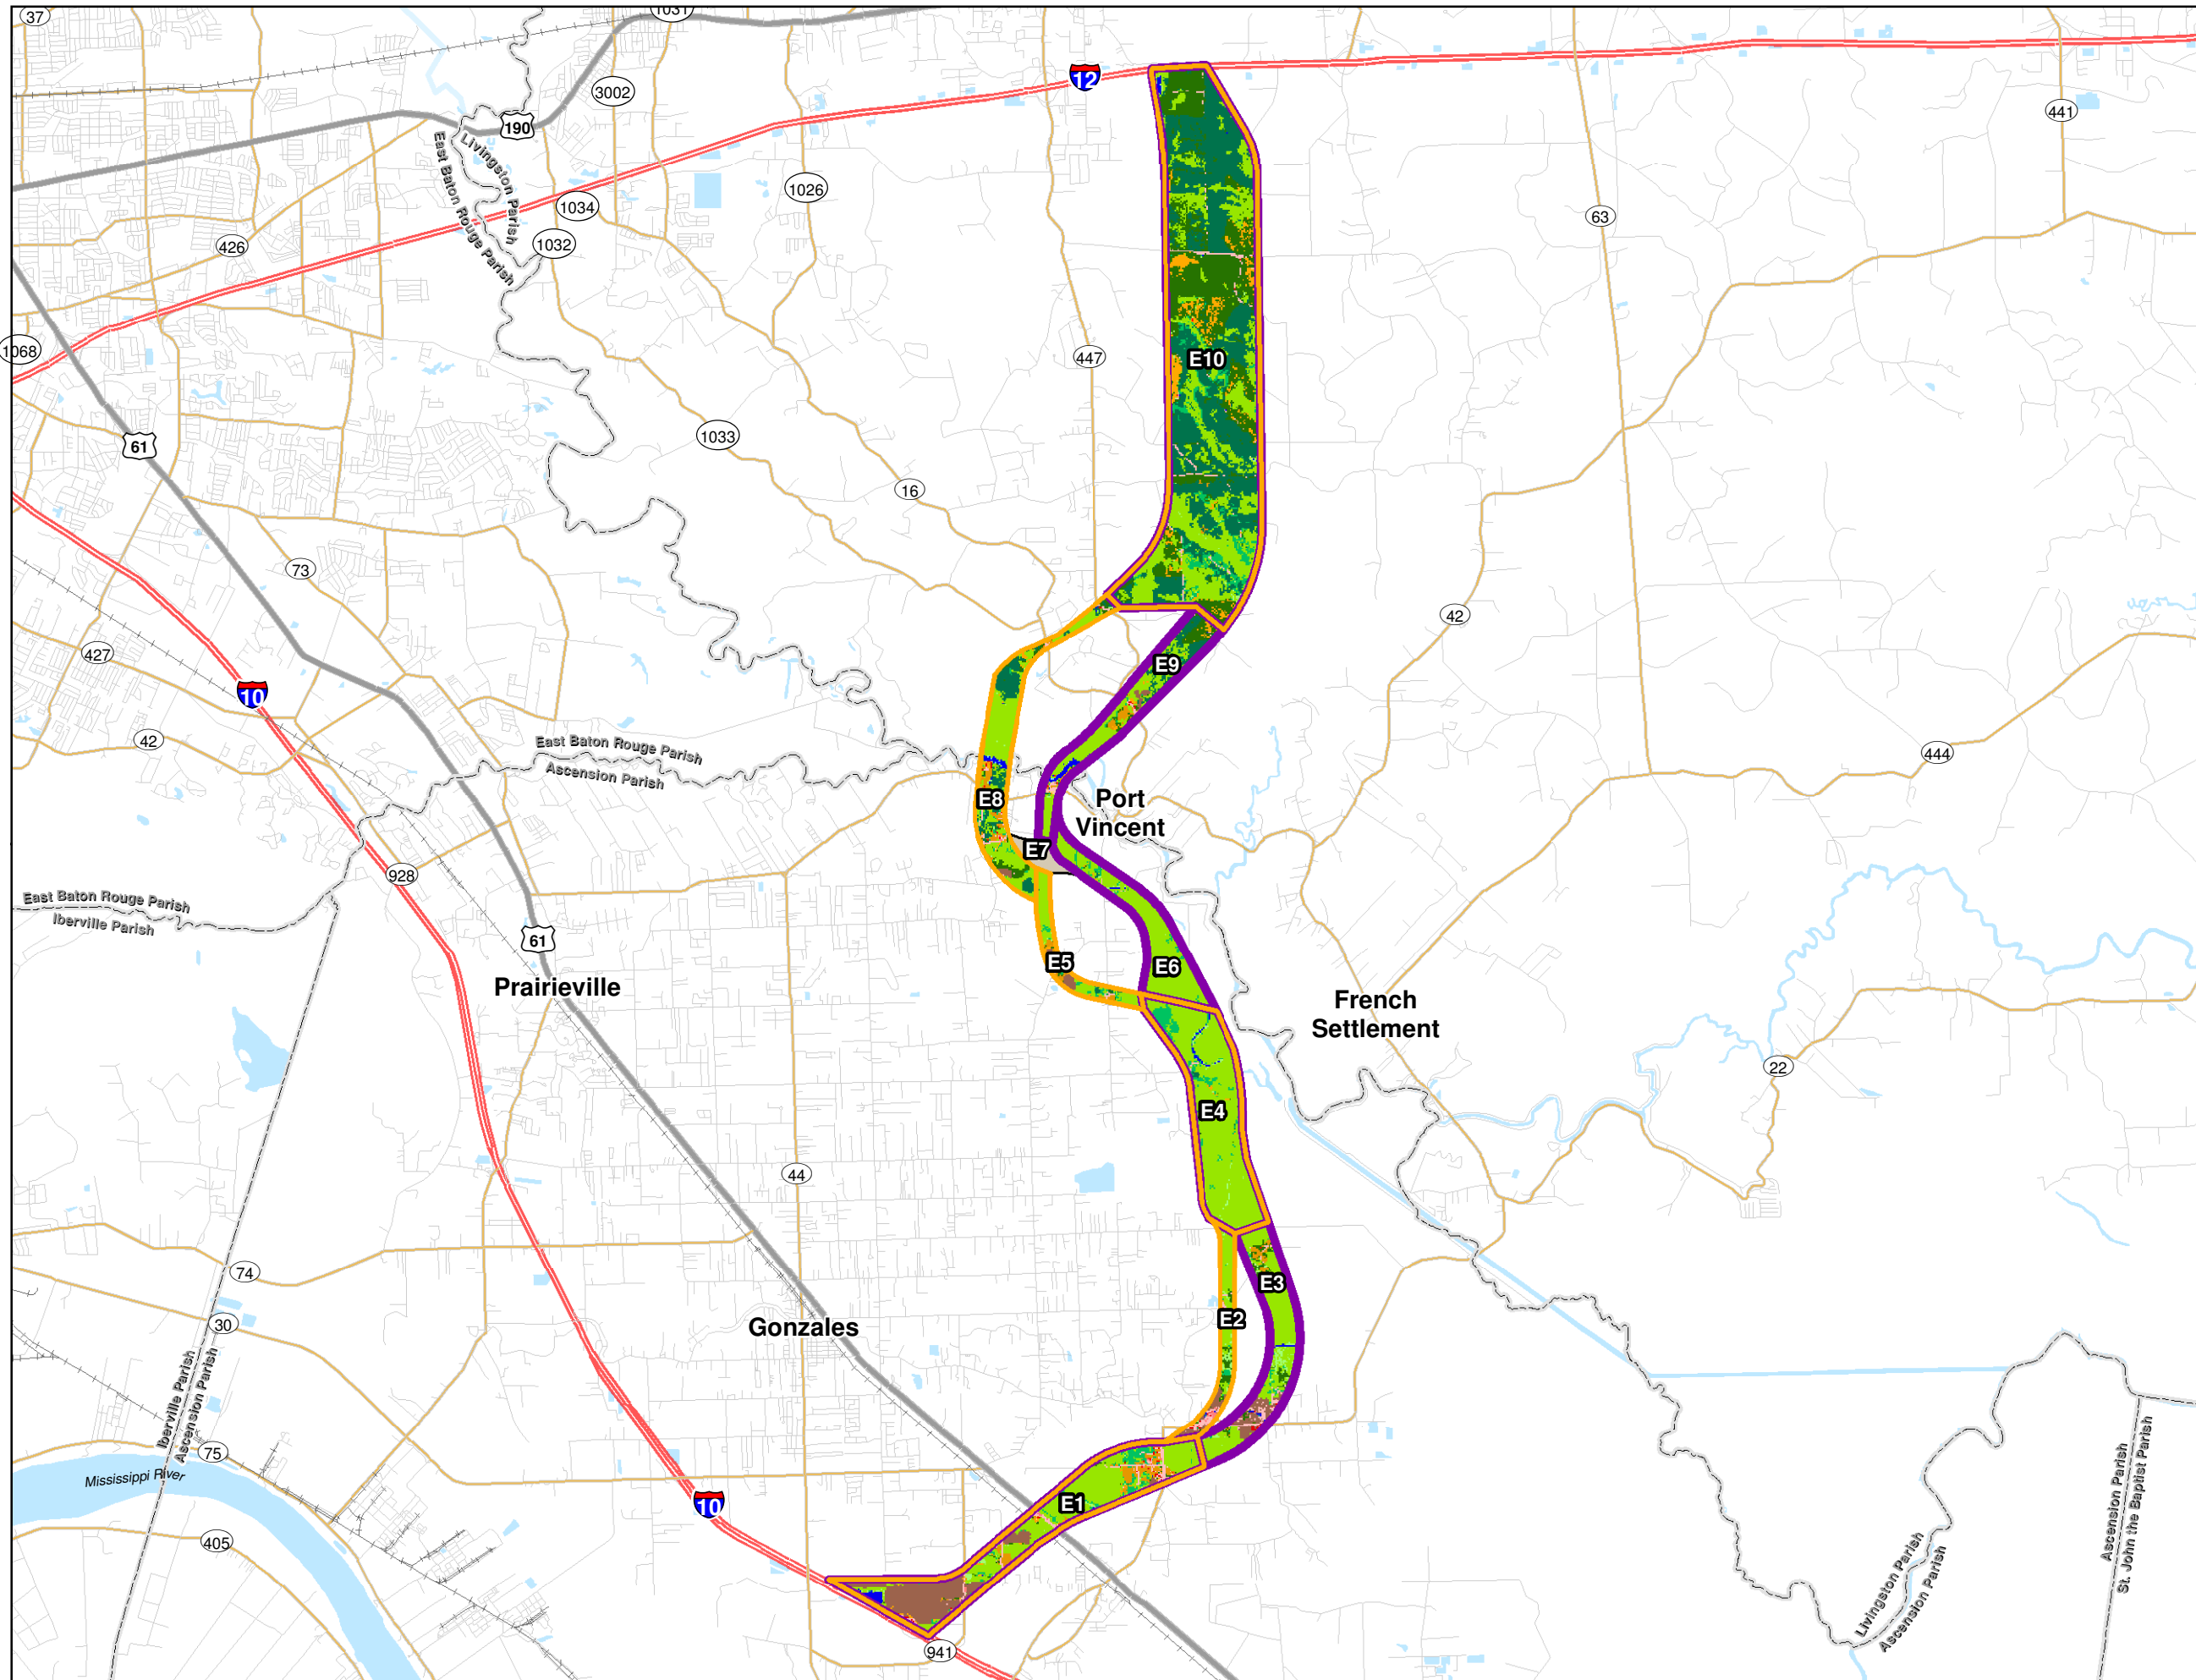 37
1031
12
3002
190
441
Livingston Parish
East Baton Rouge Parish
1026
1034
63
426
1032
1068
447
E10
61
1033
16
73
42
427
E9
10
42
East Baton Rouge Parish
Ascension Parish
444
E8
Port
Vincent
E7
928
East Baton Rouge Parish
Iberville Parish
61
E5
E6
Prairieville
French
Settlement
22
E4
44
74
E3
30
E2
Gonzales
Iberville Parish
Ascension Parish
75
Mississippi River
10
E1
405
941
Livingston Parish
Ascension Parish
Ascension Parish
St. John the Baptist Parish